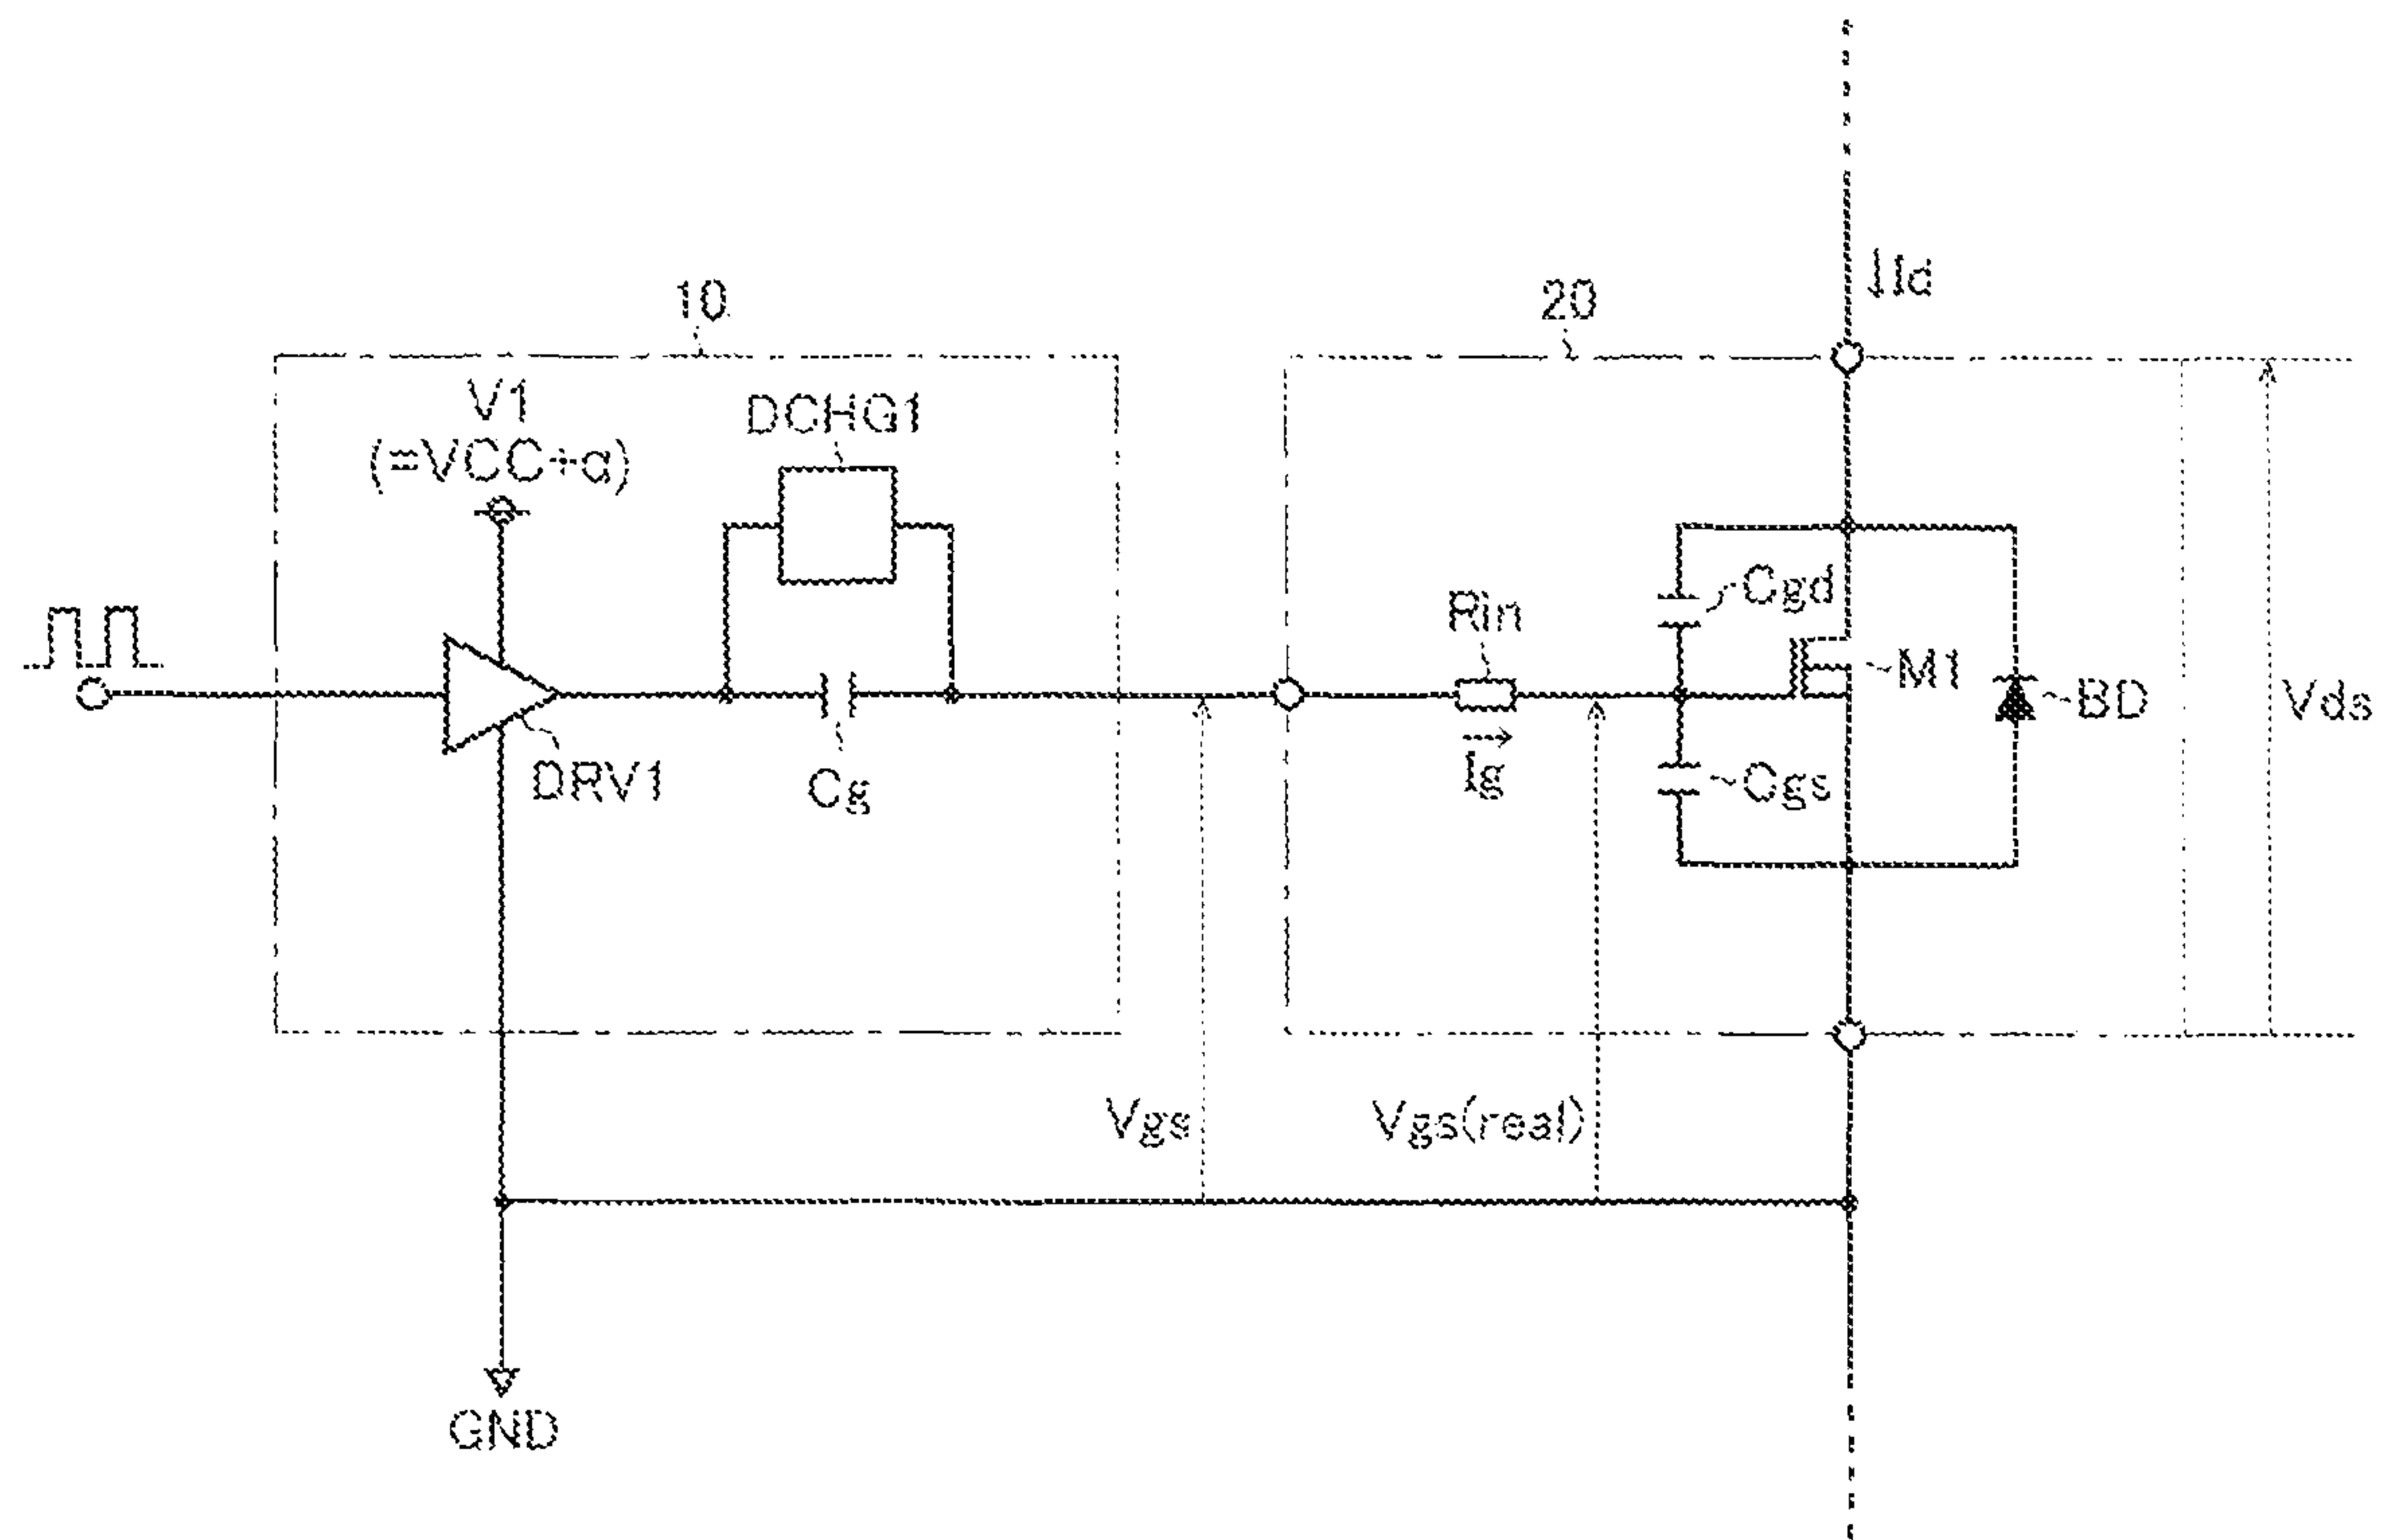 ↓Id
10
20
V1
(=VCC+α)
DCHG1
Cgd
Rin
M1
BD
Vds
DRV1
Cg
Ig
Cgs
Vgs
Vgs(real)
GND